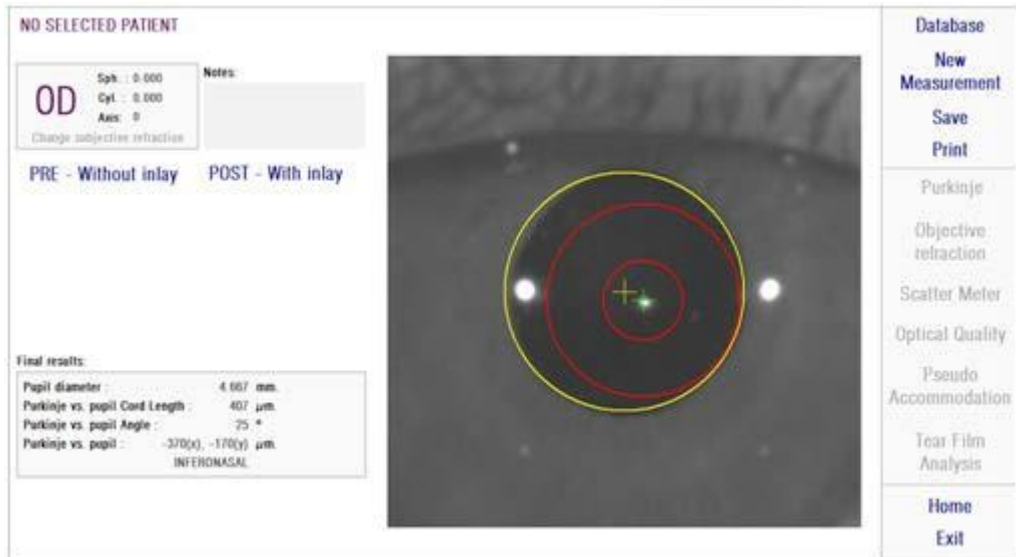 NO SELECTED PATIENT
OD
Sph. : 0.000
Cyl. : 0.000
Axis: 0
Change subjective refraction
Notes:
PRE - Without inlay
POST - With inlay
Final results:
Pupil diameter : 4.667 mm.
Purkinje vs. pupil Cord Length : 407 µm.
Purkinje vs. pupil Angle : 25 °
Purkinje vs. pupil : -370(x), -170(y) µm.
INFERONASAL
Database
New
Measurement
Save
Print
Purkinje
Objective
refraction
Scatter Meter
Optical Quality
Pseudo
Accommodation
Tear Film
Analysis
Home
Exit